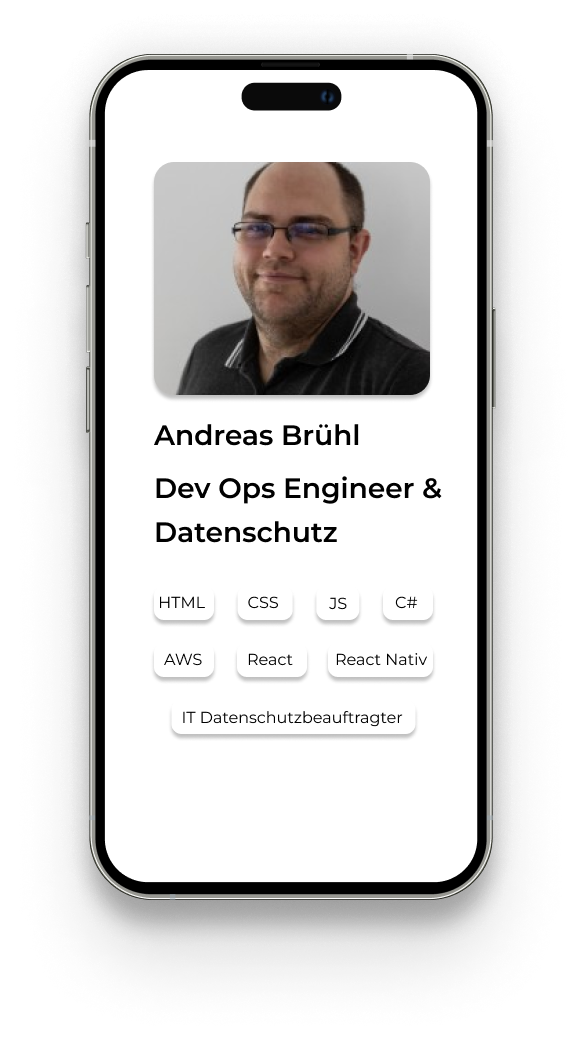 Andreas Brühl
Dev Ops Engineer &
Datenschutz
HTML CSS JS C#
AWS React React Nativ
IT Datenschutzbeauftragter